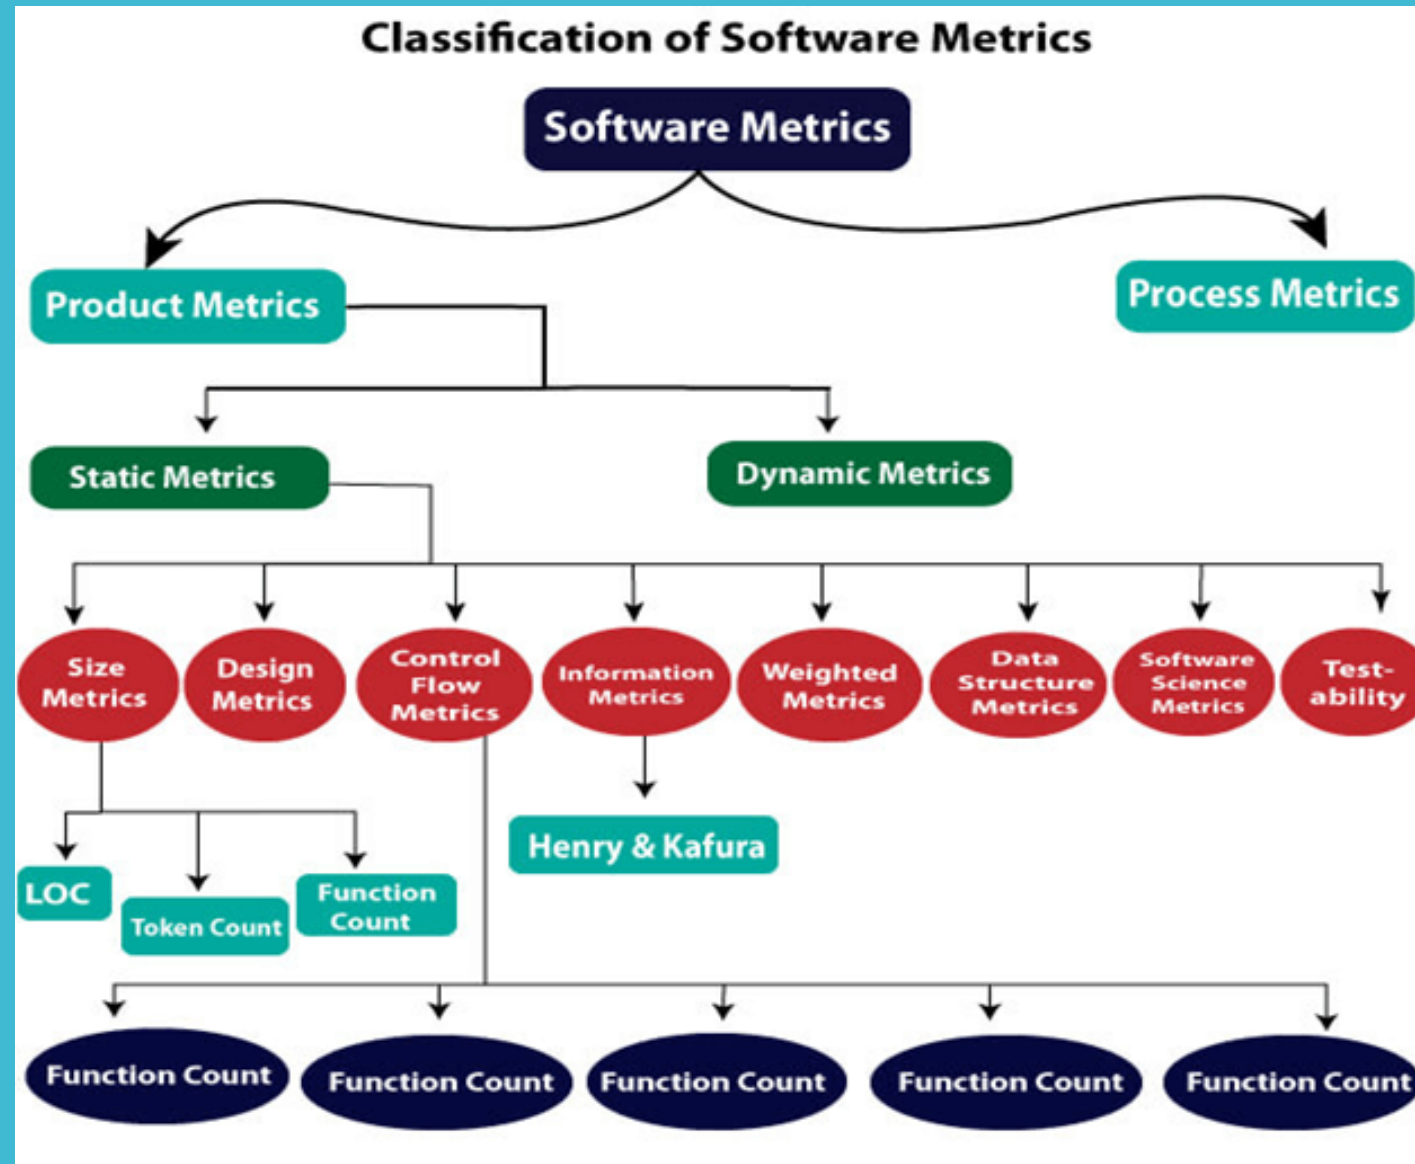 Classification of Software Metrics
Software Metrics
Product Metrics
Process Metrics
Static Metrics
Dynamic Metrics
Size
Metrics
Design
Metrics
Control
Flow
Metrics
Information
Metrics
Weighted
Metrics
Data
Structure
Metrics
Software
Science
Metrics
Test-
ability
Henry & Kafura
LOC
Token Count
Function
Count
Function Count
Function Count
Function Count
Function Count
Function Count